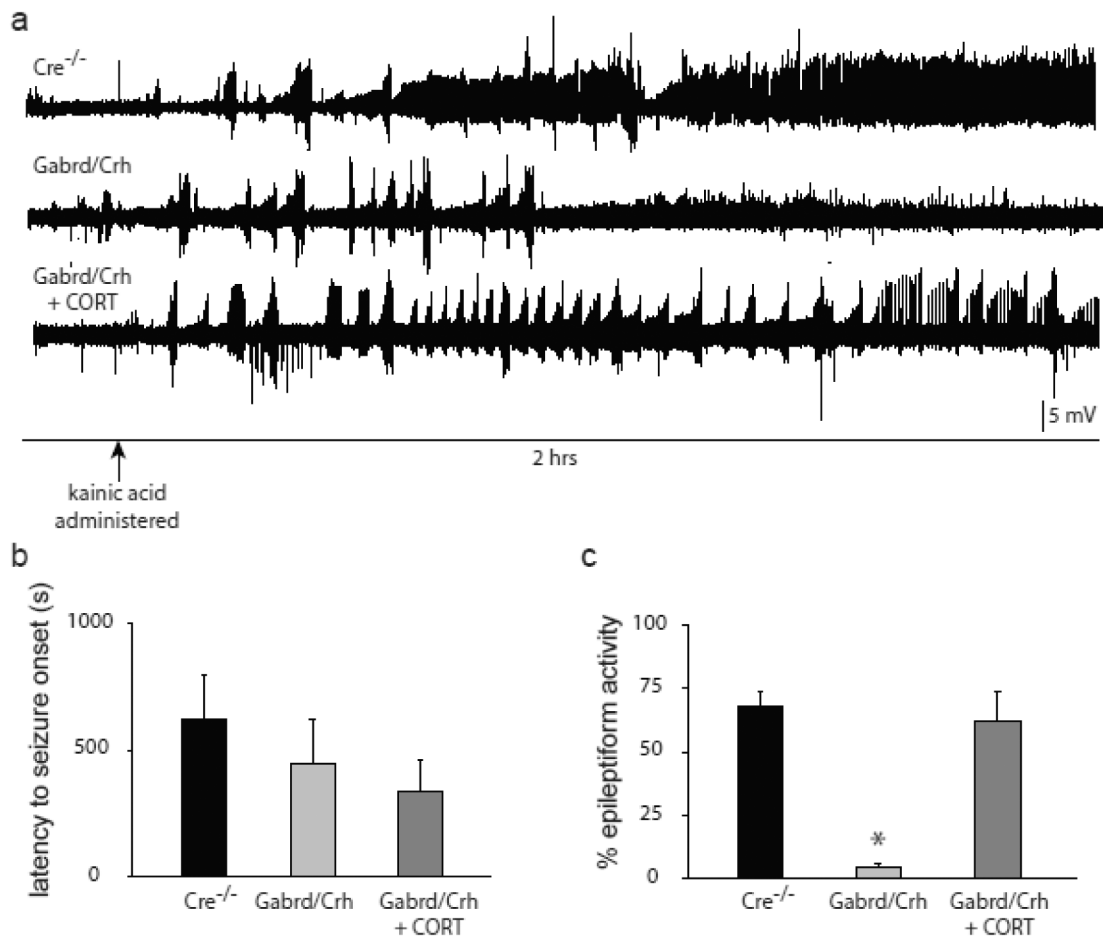 a
Cre-/-
Gabrd/Crh
Gabrd/Crh
+ CORT
5 mV
2 hrs
kainic acid
administered
b
latency to seizure onset (s)
1000
500
0
Cre-/-
Gabrd/Crh
Gabrd/Crh
+ CORT
c
% epileptiform activity
100
75
50
25
0
*
Cre-/-
Gabrd/Crh
Gabrd/Crh
+ CORT